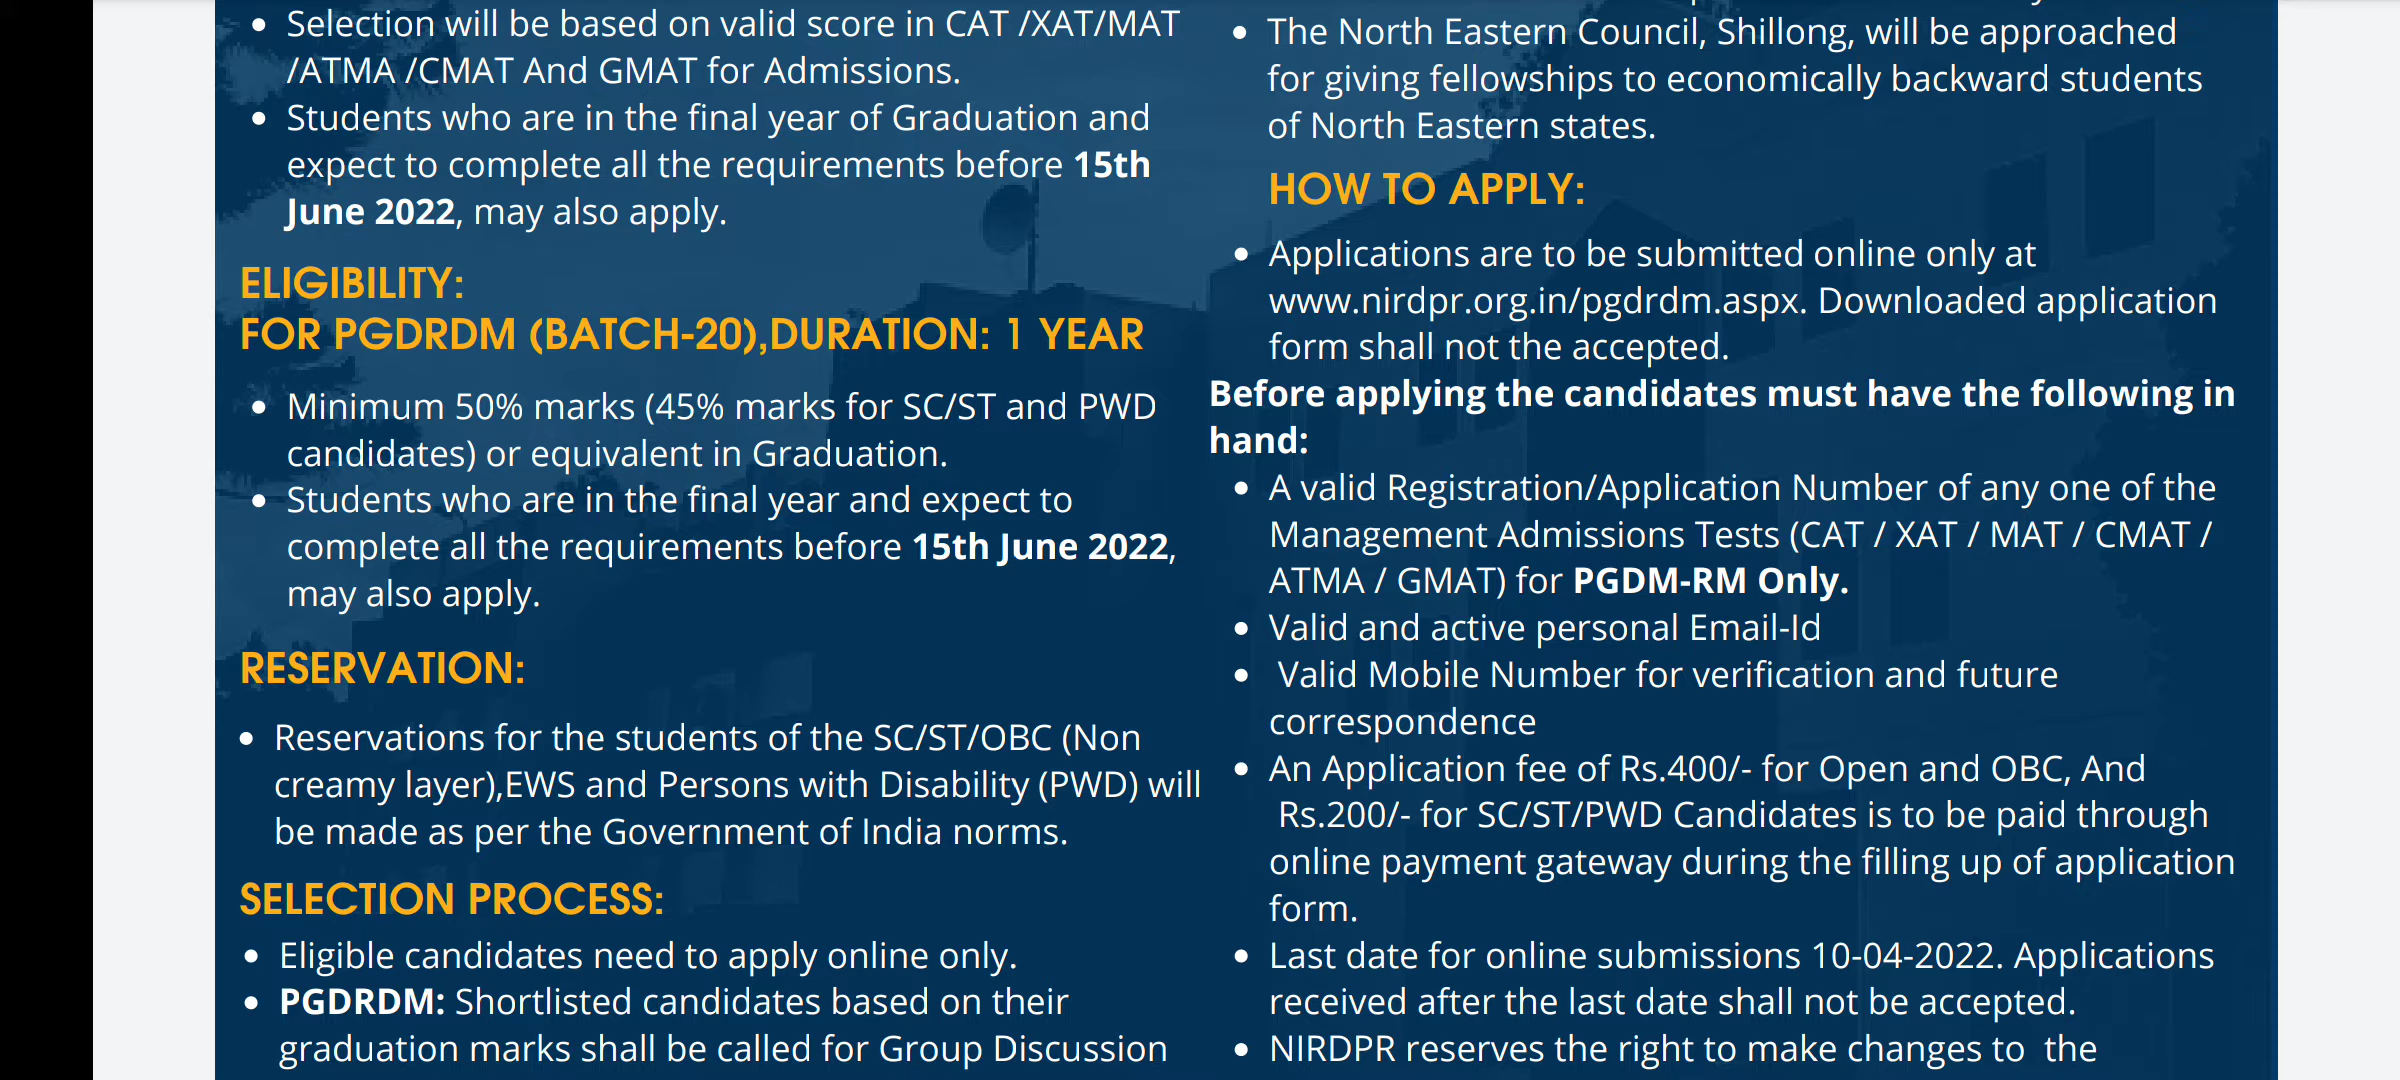 Selection will be based on valid score in CAT /XAT/MAT
/ATMA /CMAT And GMAT for Admissions.
Students who are in the final year of Graduation and
expect to complete all the requirements before 15th
June 2022, may also apply.
ELIGIBILITY:
FOR PGDRDM (BATCH-20),DURATION: 1 YEAR
Minimum 50% marks (45% marks for SC/ST and PWD
candidates) or equivalent in Graduation.
Students who are in the final year and expect to
complete all the requirements before 15th June 2022,
may also apply.
RESERVATION:
Reservations for the students of the SC/ST/OBC (Non
creamy layer),EWS and Persons with Disability (PWD) will
be made as per the Government of India norms.
SELECTION PROCESS:
Eligible candidates need to apply online only.
PGDRDM: Shortlisted candidates based on their
graduation marks shall be called for Group Discussion
The North Eastern Council, Shillong, will be approached
for giving fellowships to economically backward students
of North Eastern states.
HOW TO APPLY:
Applications are to be submitted online only at
www.nirdpr.org.in/pgdrdm.aspx. Downloaded application
form shall not the accepted.
Before applying the candidates must have the following in
hand:
A valid Registration/Application Number of any one of the
Management Admissions Tests (CAT / XAT / MAT / CMAT /
ATMA / GMAT) for PGDM-RM Only.
Valid and active personal Email-Id
Valid Mobile Number for verification and future
correspondence
An Application fee of Rs.400/- for Open and OBC, And
Rs.200/- for SC/ST/PWD Candidates is to be paid through
online payment gateway during the filling up of application
form.
Last date for online submissions 10-04-2022. Applications
received after the last date shall not be accepted.
NIRDPR reserves the right to make changes to the